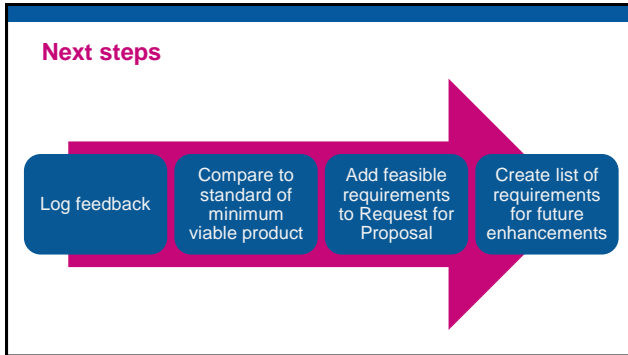 Next steps
Log feedback
Compare to
standard of
minimum
viable product
Add feasible
requirements
to Request for
Proposal
Create list of
requirements
for future
enhancements